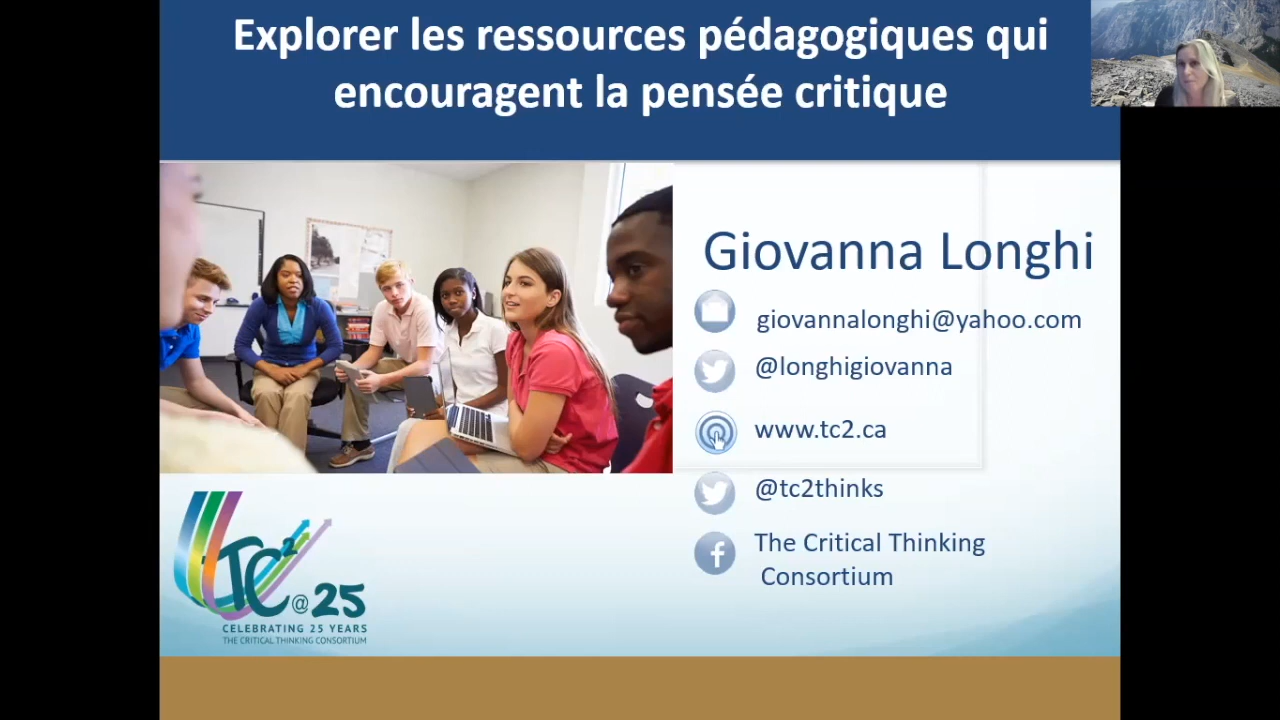 Explorer les ressources pédagogiques qui
encouragent la pensée critique
Giovanna Longhi
giovannalonghi@yahoo.com
@longhigiovanna
www.tc2.ca
@tc2thinks
The Critical Thinking
Consortium
TC2 @ 25
CELEBRATING 25 YEARS
THE CRITICAL THINKING CONSORTIUM